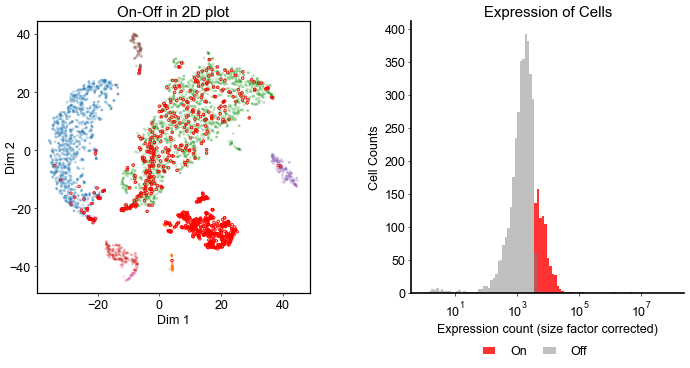 On-Off in 2D plot
40
20
0
−20
−40
Dim 2
−20
0
20
40
Dim 1
Expression of Cells
400
350
300
250
200
150
100
50
0
Cell Counts
10^1
10^3
10^5
10^7
Expression count (size factor corrected)
On
Off